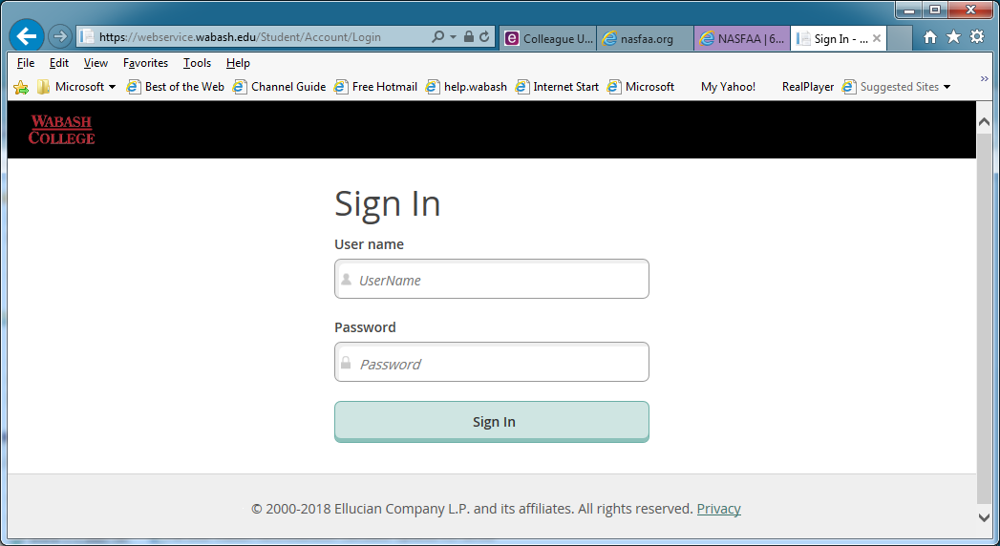 https://webservice.wabash.edu/Student/Account/Login
Colleague U...
nasfaa.org
NASFAA | 6...
Sign In - ...
File Edit View Favorites Tools Help
Microsoft Best of the Web Channel Guide Free Hotmail help.wabash Internet Start Microsoft My Yahoo! RealPlayer Suggested Sites
WABASH
COLLEGE
Sign In
User name
UserName
Password
Password
Sign In
© 2000-2018 Ellucian Company L.P. and its affiliates. All rights reserved. Privacy